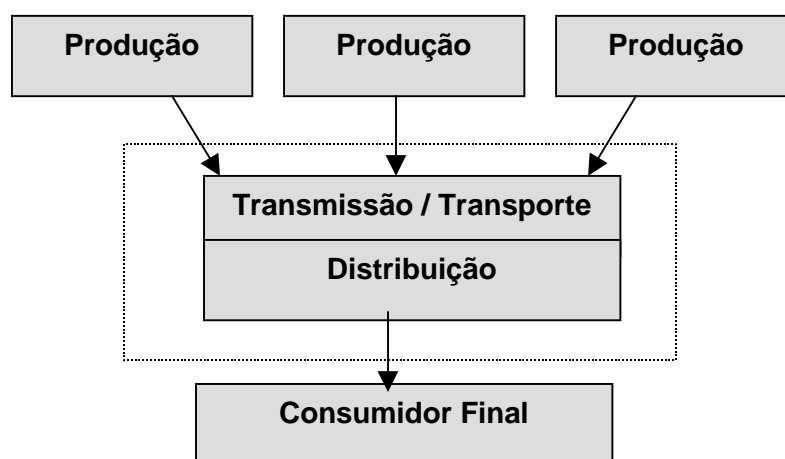 Produção
Produção
Produção
Transmissão / Transporte
Distribuição
Consumidor Final